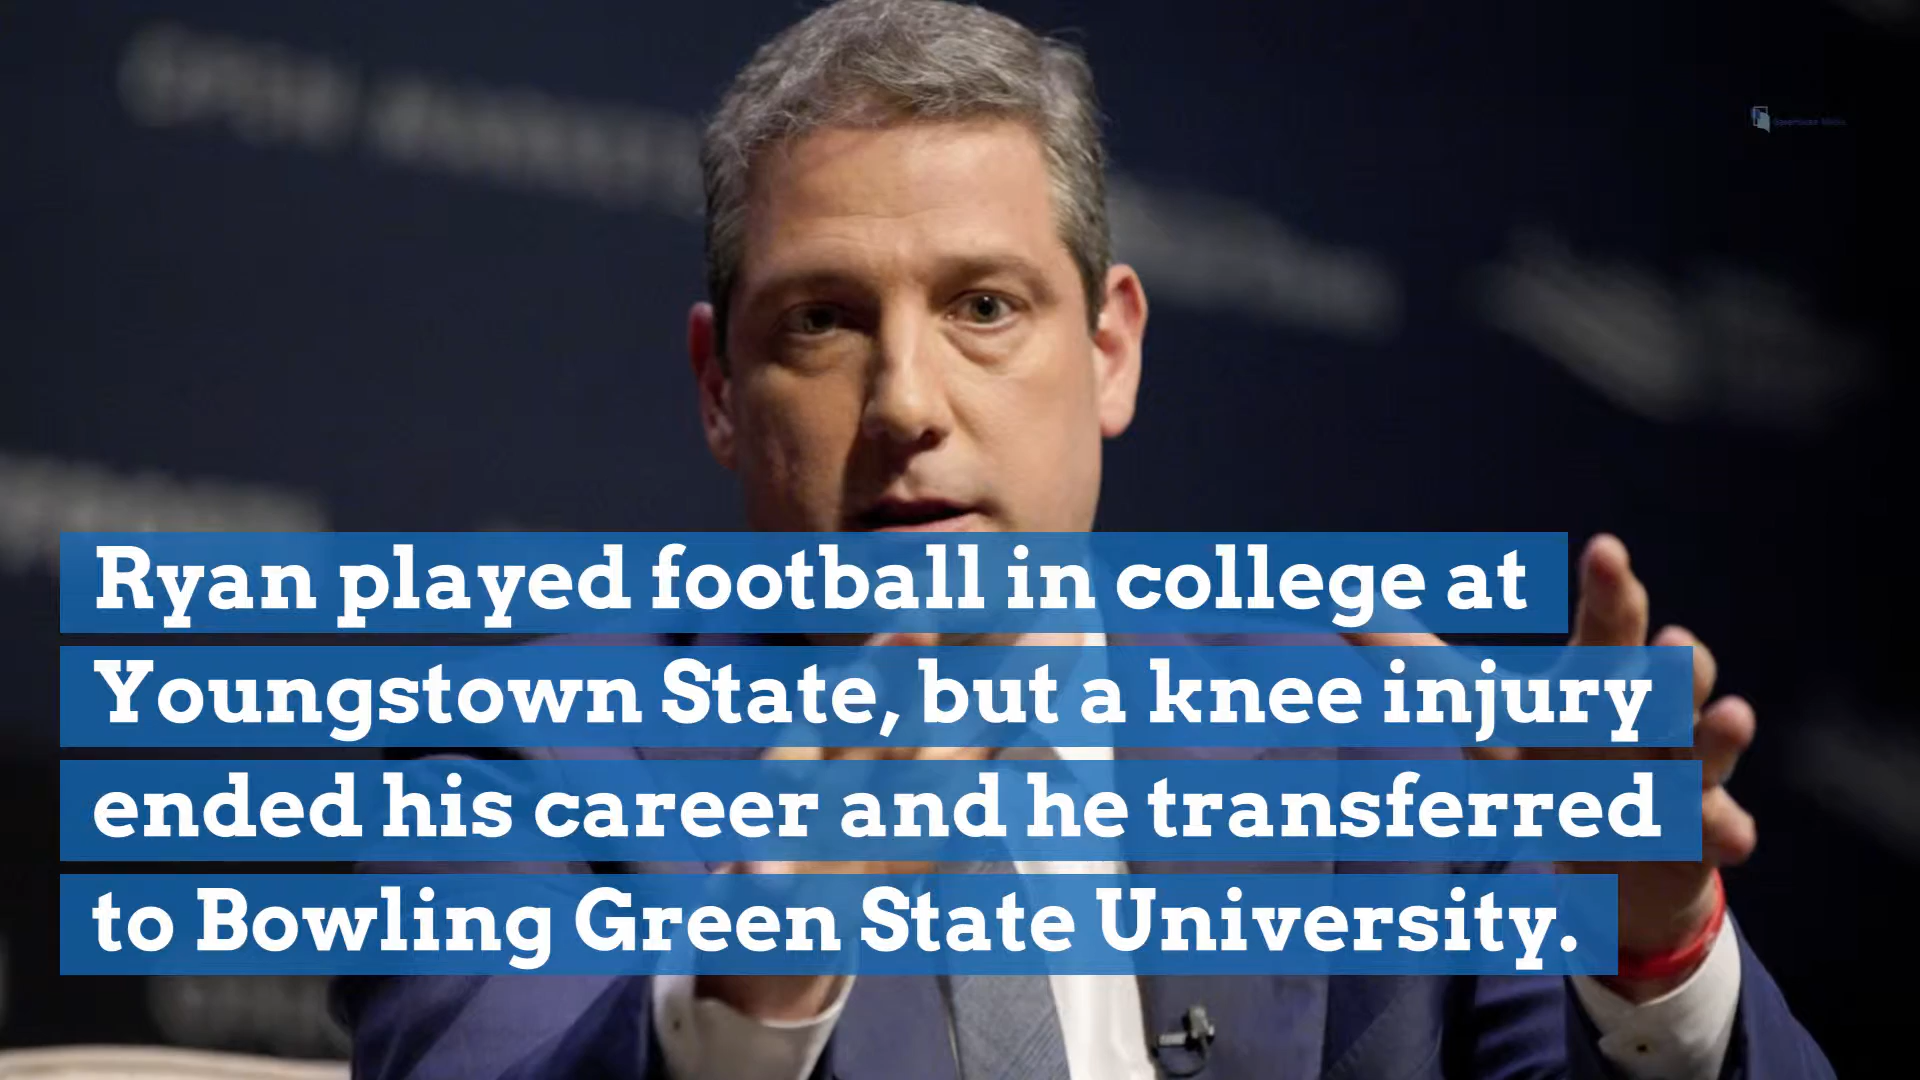 Ryan played football in college at
Youngstown State, but a knee injury
ended his career and he transferred
to Bowling Green State University.